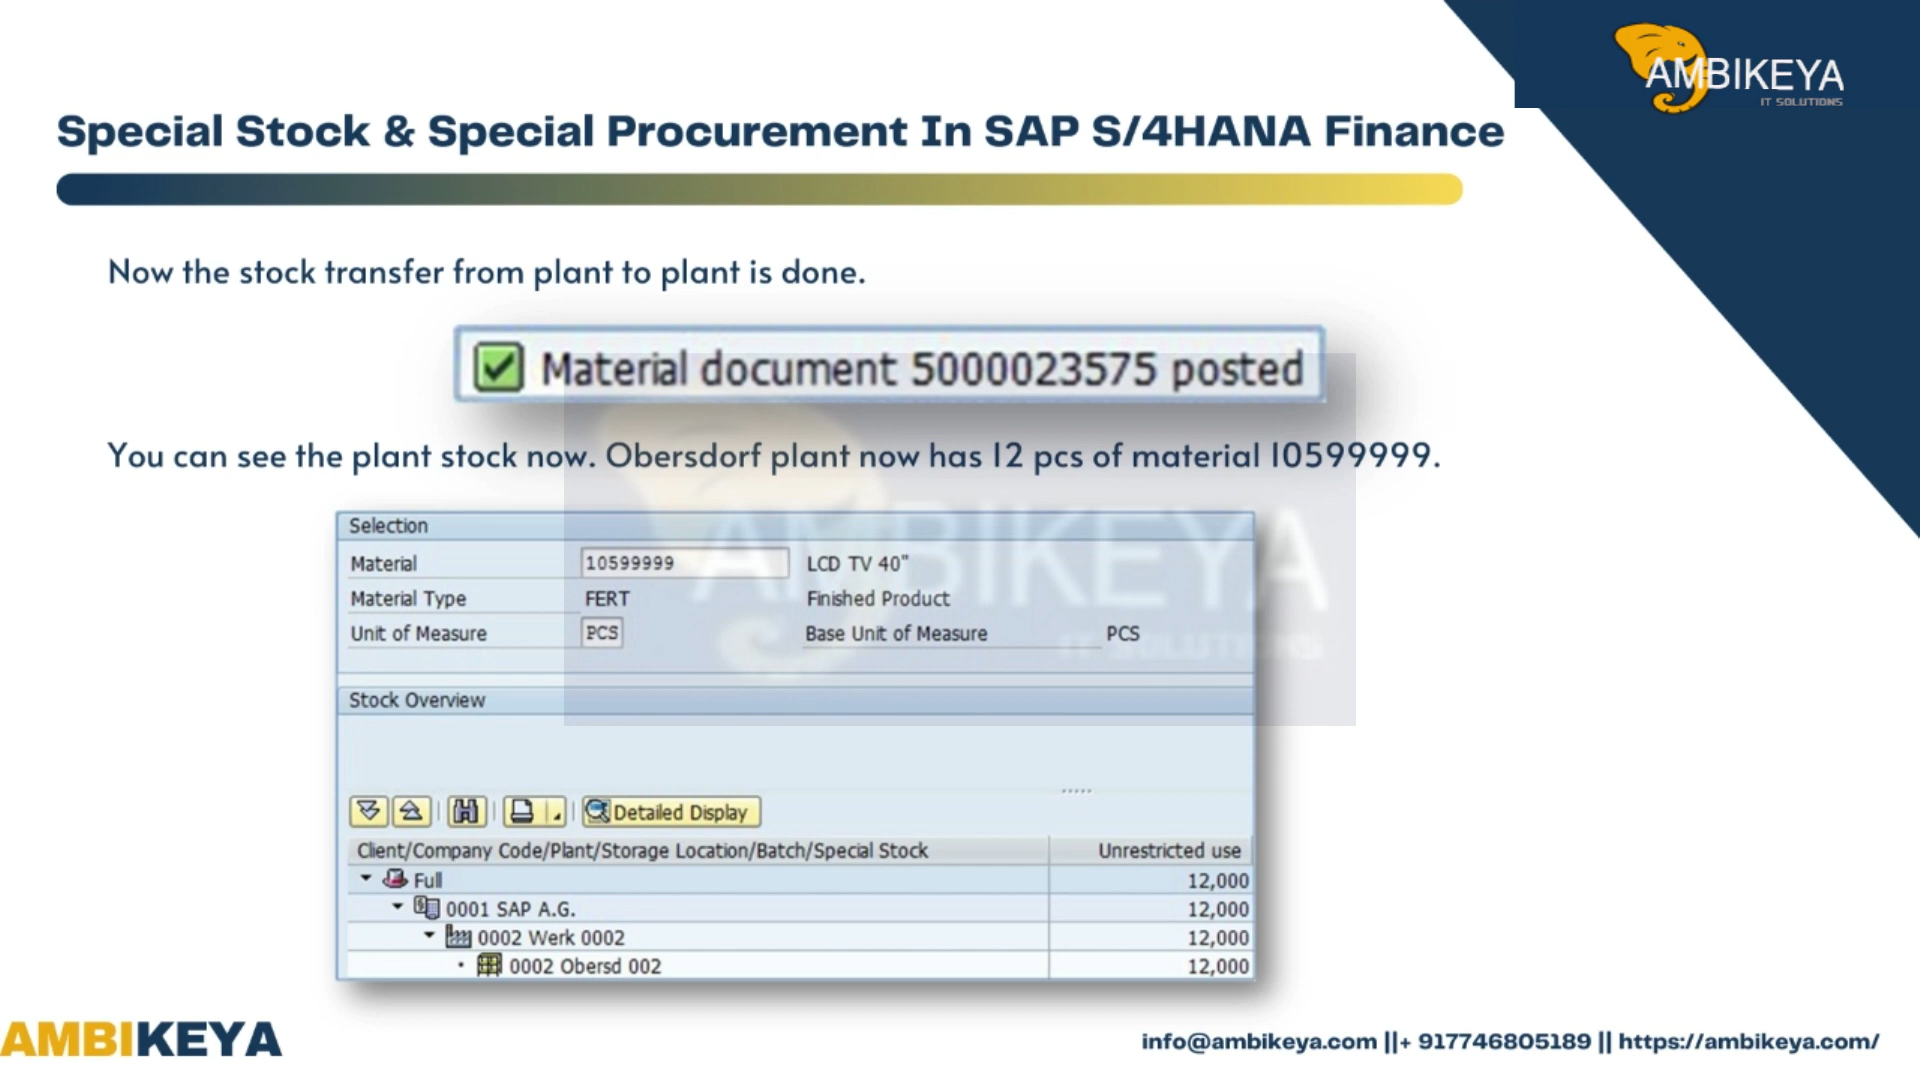 AMBIKEYA
IT SOLUTIONS
Special Stock & Special Procurement In SAP S/4HANA Finance
Now the stock transfer from plant to plant is done.
Material document 5000023575 posted
You can see the plant stock now. Obersdorf plant now has 12 pcs of material 10599999.
AMBIKEYA
IT SOLUTIONS
Selection
Material 10599999 LCD TV 40"
Material Type FERT Finished Product
Unit of Measure PCS Base Unit of Measure PCS
Stock Overview
Detailed Display
Client/Company Code/Plant/Storage Location/Batch/Special Stock Unrestricted use
Full 12,000
0001 SAP A.G. 12,000
0002 Werk 0002 12,000
0002 Obersd 002 12,000
AMBIKEYA
info@ambikeya.com ||+ 917746805189 || https://ambikeya.com/